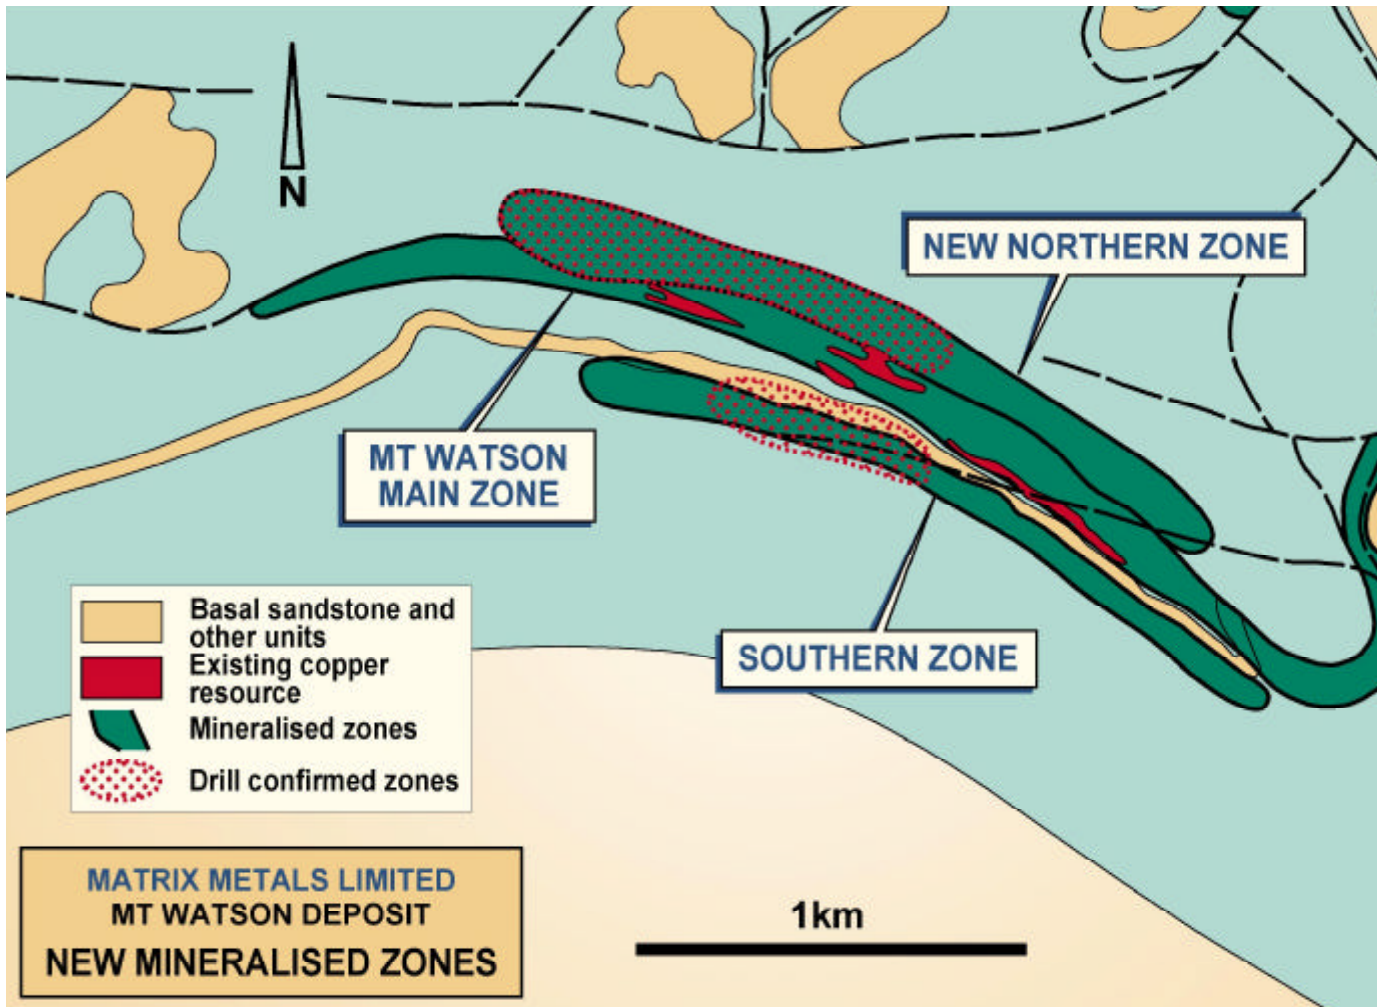 N
NEW NORTHERN ZONE
MT WATSON
MAIN ZONE
SOUTHERN ZONE
Basal sandstone and
other units
Existing copper
resource
Mineralised zones
Drill confirmed zones
MATRIX METALS LIMITED
MT WATSON DEPOSIT
NEW MINERALISED ZONES
1km